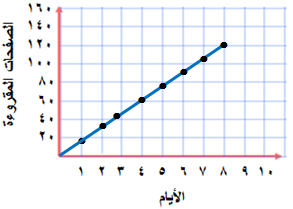 الصفحات المقروءة
١٦٠
١٤٠
١٢٠
١٠٠
٨٠
٦٠
٤٠
٢٠
١ ٢ ٣ ٤ ٥ ٦ ٧ ٨ ٩ ١٠
الأيام